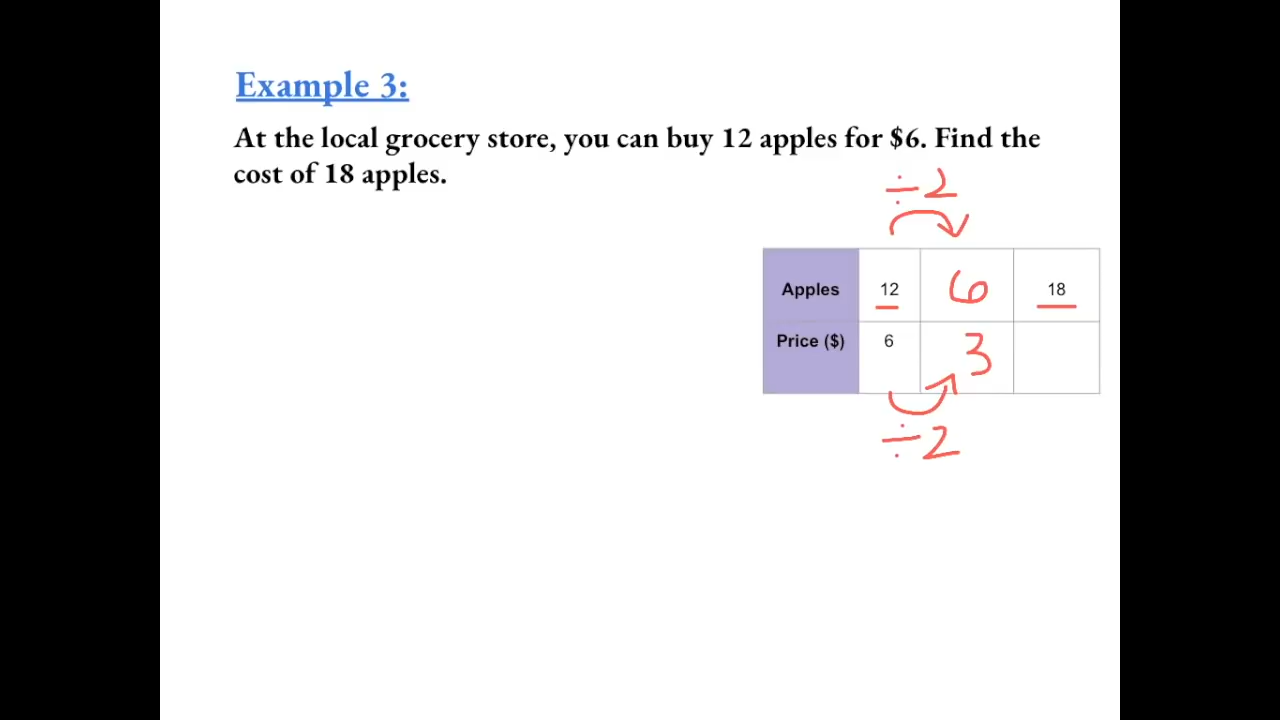 Example 3:
At the local grocery store, you can buy 12 apples for $6. Find the
cost of 18 apples.
÷2
Apples 12 6 18
Price ($) 6 3
÷2